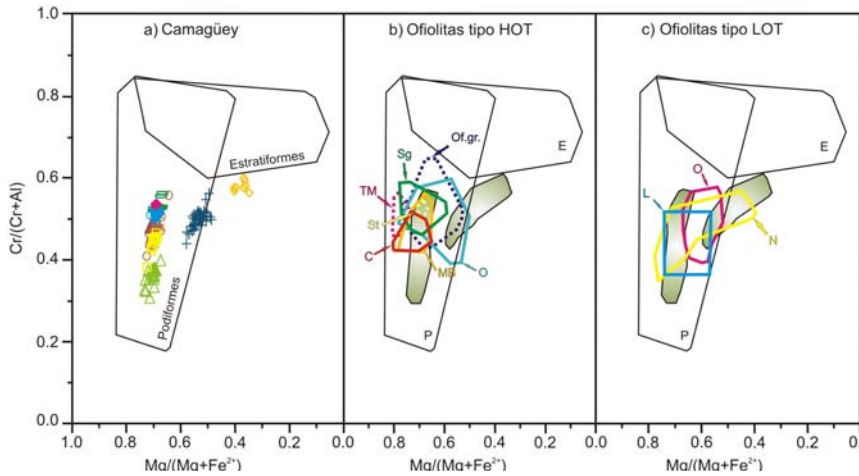 a) Camagüey
b) Ofiolitas tipo HOT
c) Ofiolitas tipo LOT
Cr/(Cr+Al)
1.0
0.8
0.6
0.4
0.2
0.0
Estratiformes
Podiformes
E
Of.gr.
Sg
TM
St
C
MB
O
P
E
O
L
N
P
1.0
0.8
0.6
0.4
0.2
0.0
0.8
0.6
0.4
0.2
0.0
0.8
0.6
0.4
0.2
0.0
Mg/(Mg+Fe²⁺)
Mg/(Mg+Fe²⁺)
Mg/(Mg+Fe²⁺)